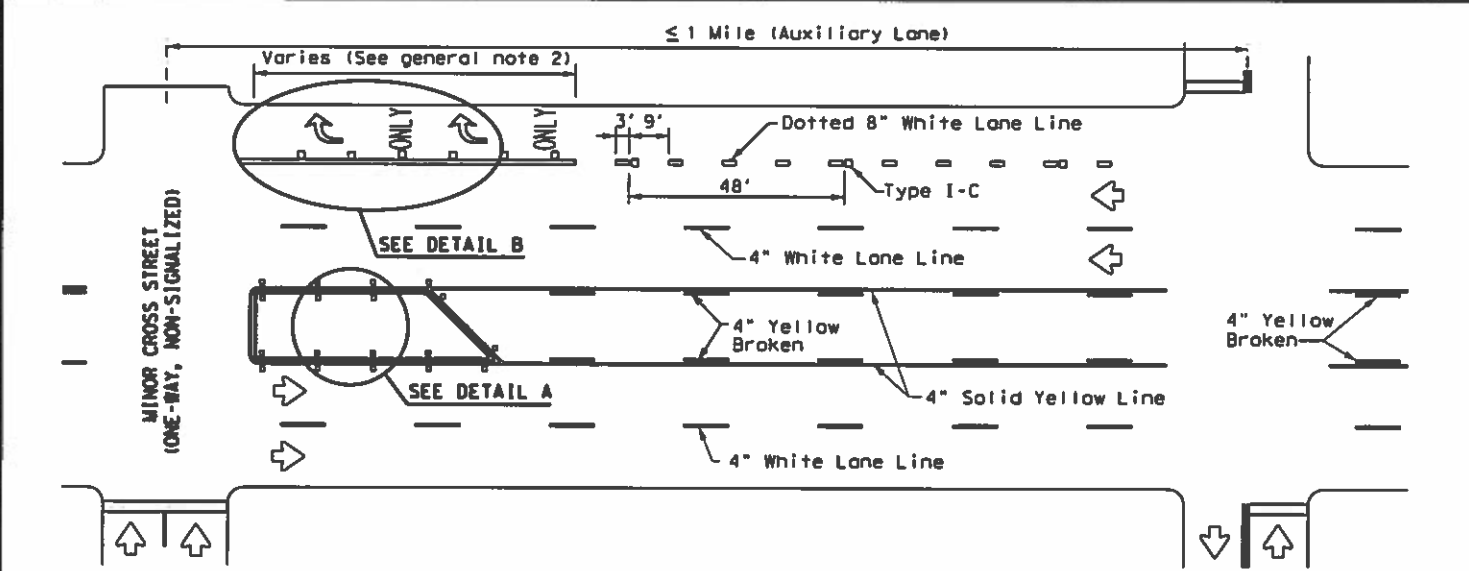 ≤ 1 Mile (Auxiliary Lane)
Varies (See general note 2)
ONLY
ONLY
3' 9'
Dotted 8" White Lane Line
48'
Type I-C
SEE DETAIL B
4" White Lane Line
MINOR CROSS STREET
(ONE-WAY, NON-SIGNALIZED)
4" Yellow
Broken
4" Yellow
Broken
SEE DETAIL A
4" Solid Yellow Line
4" White Lane Line